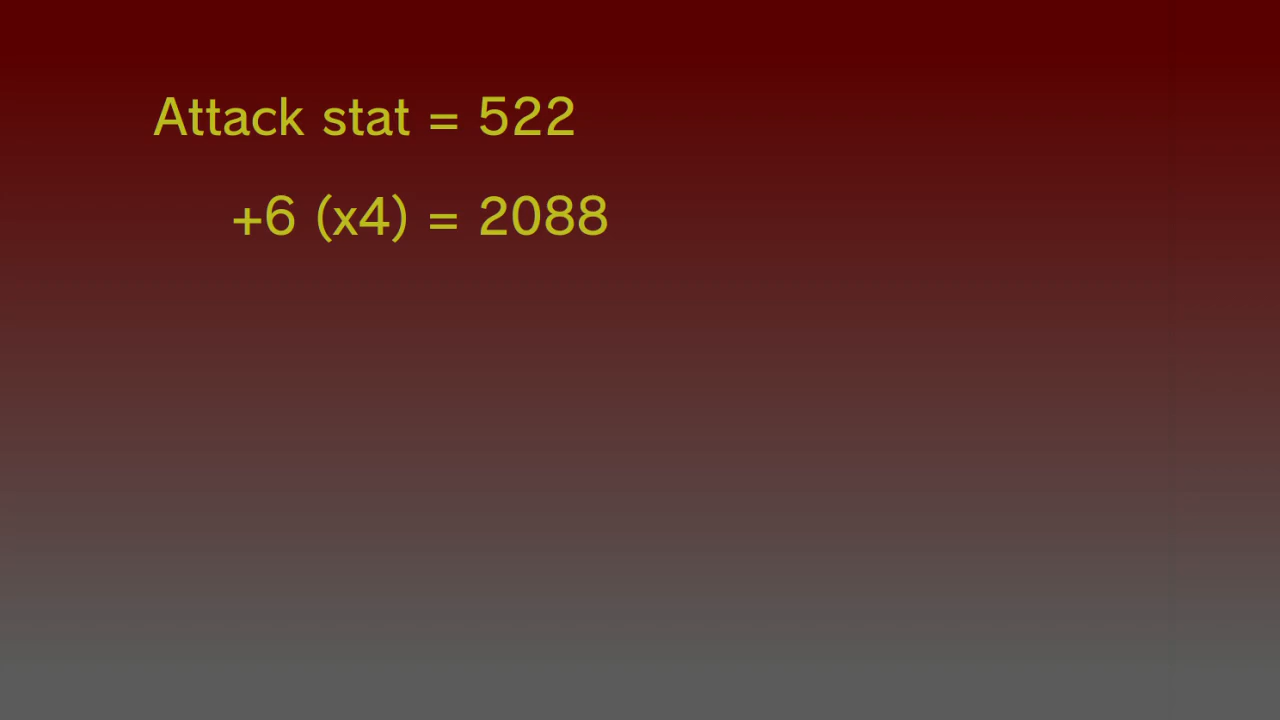 Attack stat = 522
+6 (x4) = 2088